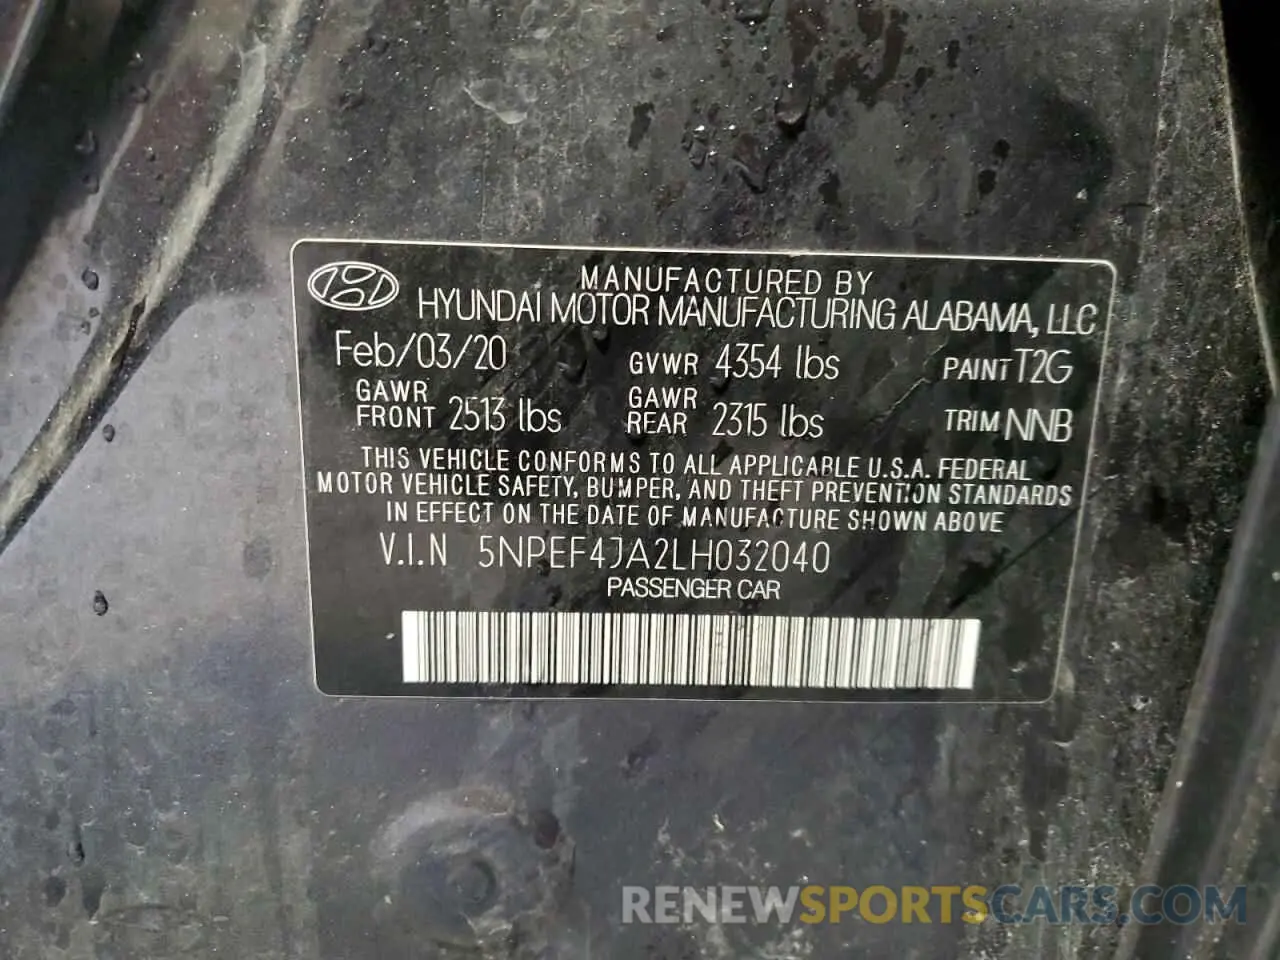 MANUFACTURED BY
HYUNDAI MOTOR MANUFACTURING ALABAMA, LLC
Feb/03/20 GVWR 4354 lbs PAINT T2G
GAWR FRONT 2513 lbs GAWR REAR 2315 lbs TRIM NNB
THIS VEHICLE CONFORMS TO ALL APPLICABLE U.S.A. FEDERAL
MOTOR VEHICLE SAFETY, BUMPER, AND THEFT PREVENTION STANDARDS
IN EFFECT ON THE DATE OF MANUFACTURE SHOWN ABOVE
V.I.N 5NPEF4JA2LH032040
PASSENGER CAR
RENEWSPORTSCARS.COM